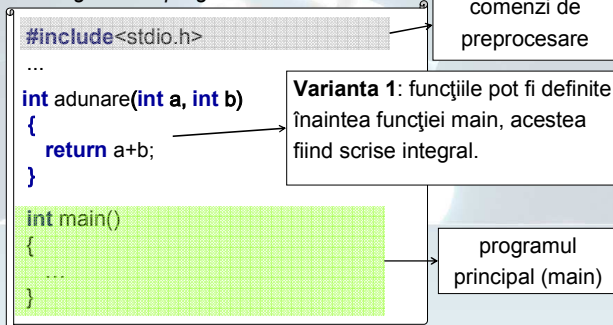 comenzi de
preprocesare
#include<stdio.h>
...
int adunare(int a, int b)
{
return a+b;
}
Varianta 1: funcţiile pot fi definite
înaintea funcţiei main, acestea
fiind scrise integral.
int main()
{
...
}
programul
principal (main)